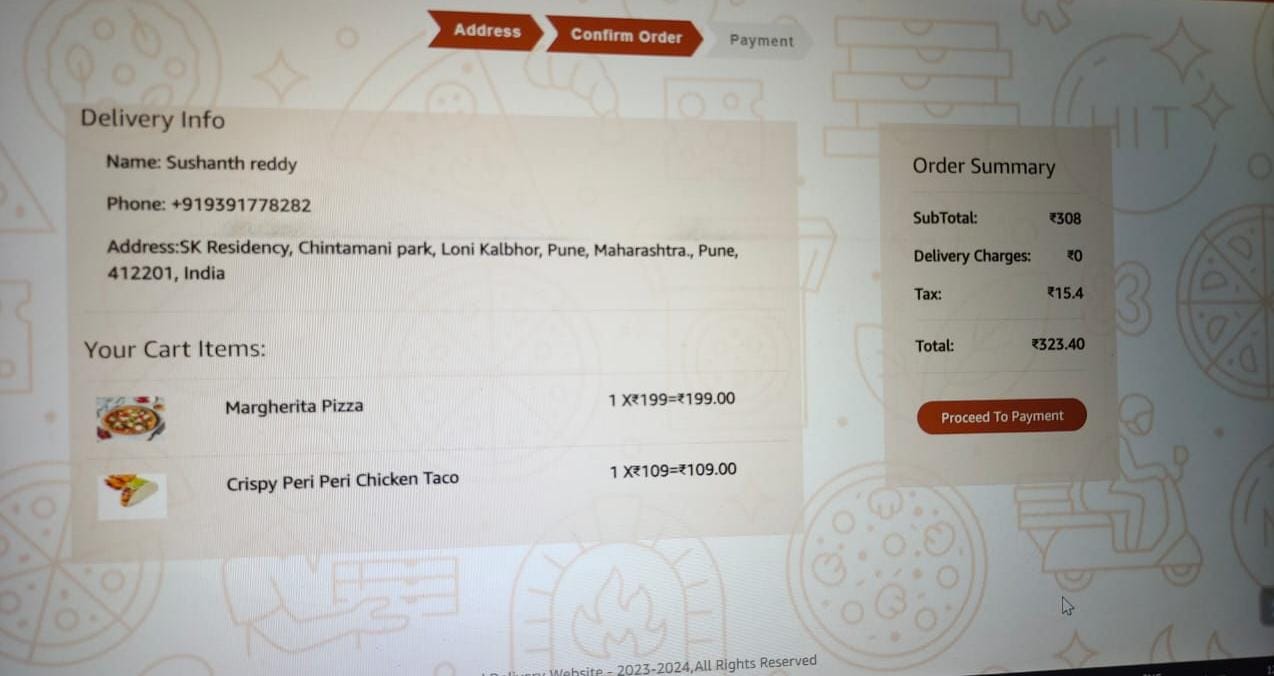 Address
Confirm Order
Payment
Delivery Info
Name: Sushanth reddy
Phone: +919391778282
Address:SK Residency, Chintamani park, Loni Kalbhor, Pune, Maharashtra., Pune,
412201, India
Your Cart Items:
Margherita Pizza 1 X₹199=₹199.00
Crispy Peri Peri Chicken Taco 1 X₹109=₹109.00
Order Summary
SubTotal: ₹308
Delivery Charges: ₹0
Tax: ₹15.4
Total: ₹323.40
Proceed To Payment
HIT
Delivery Website - 2023-2024,All Rights Reserved